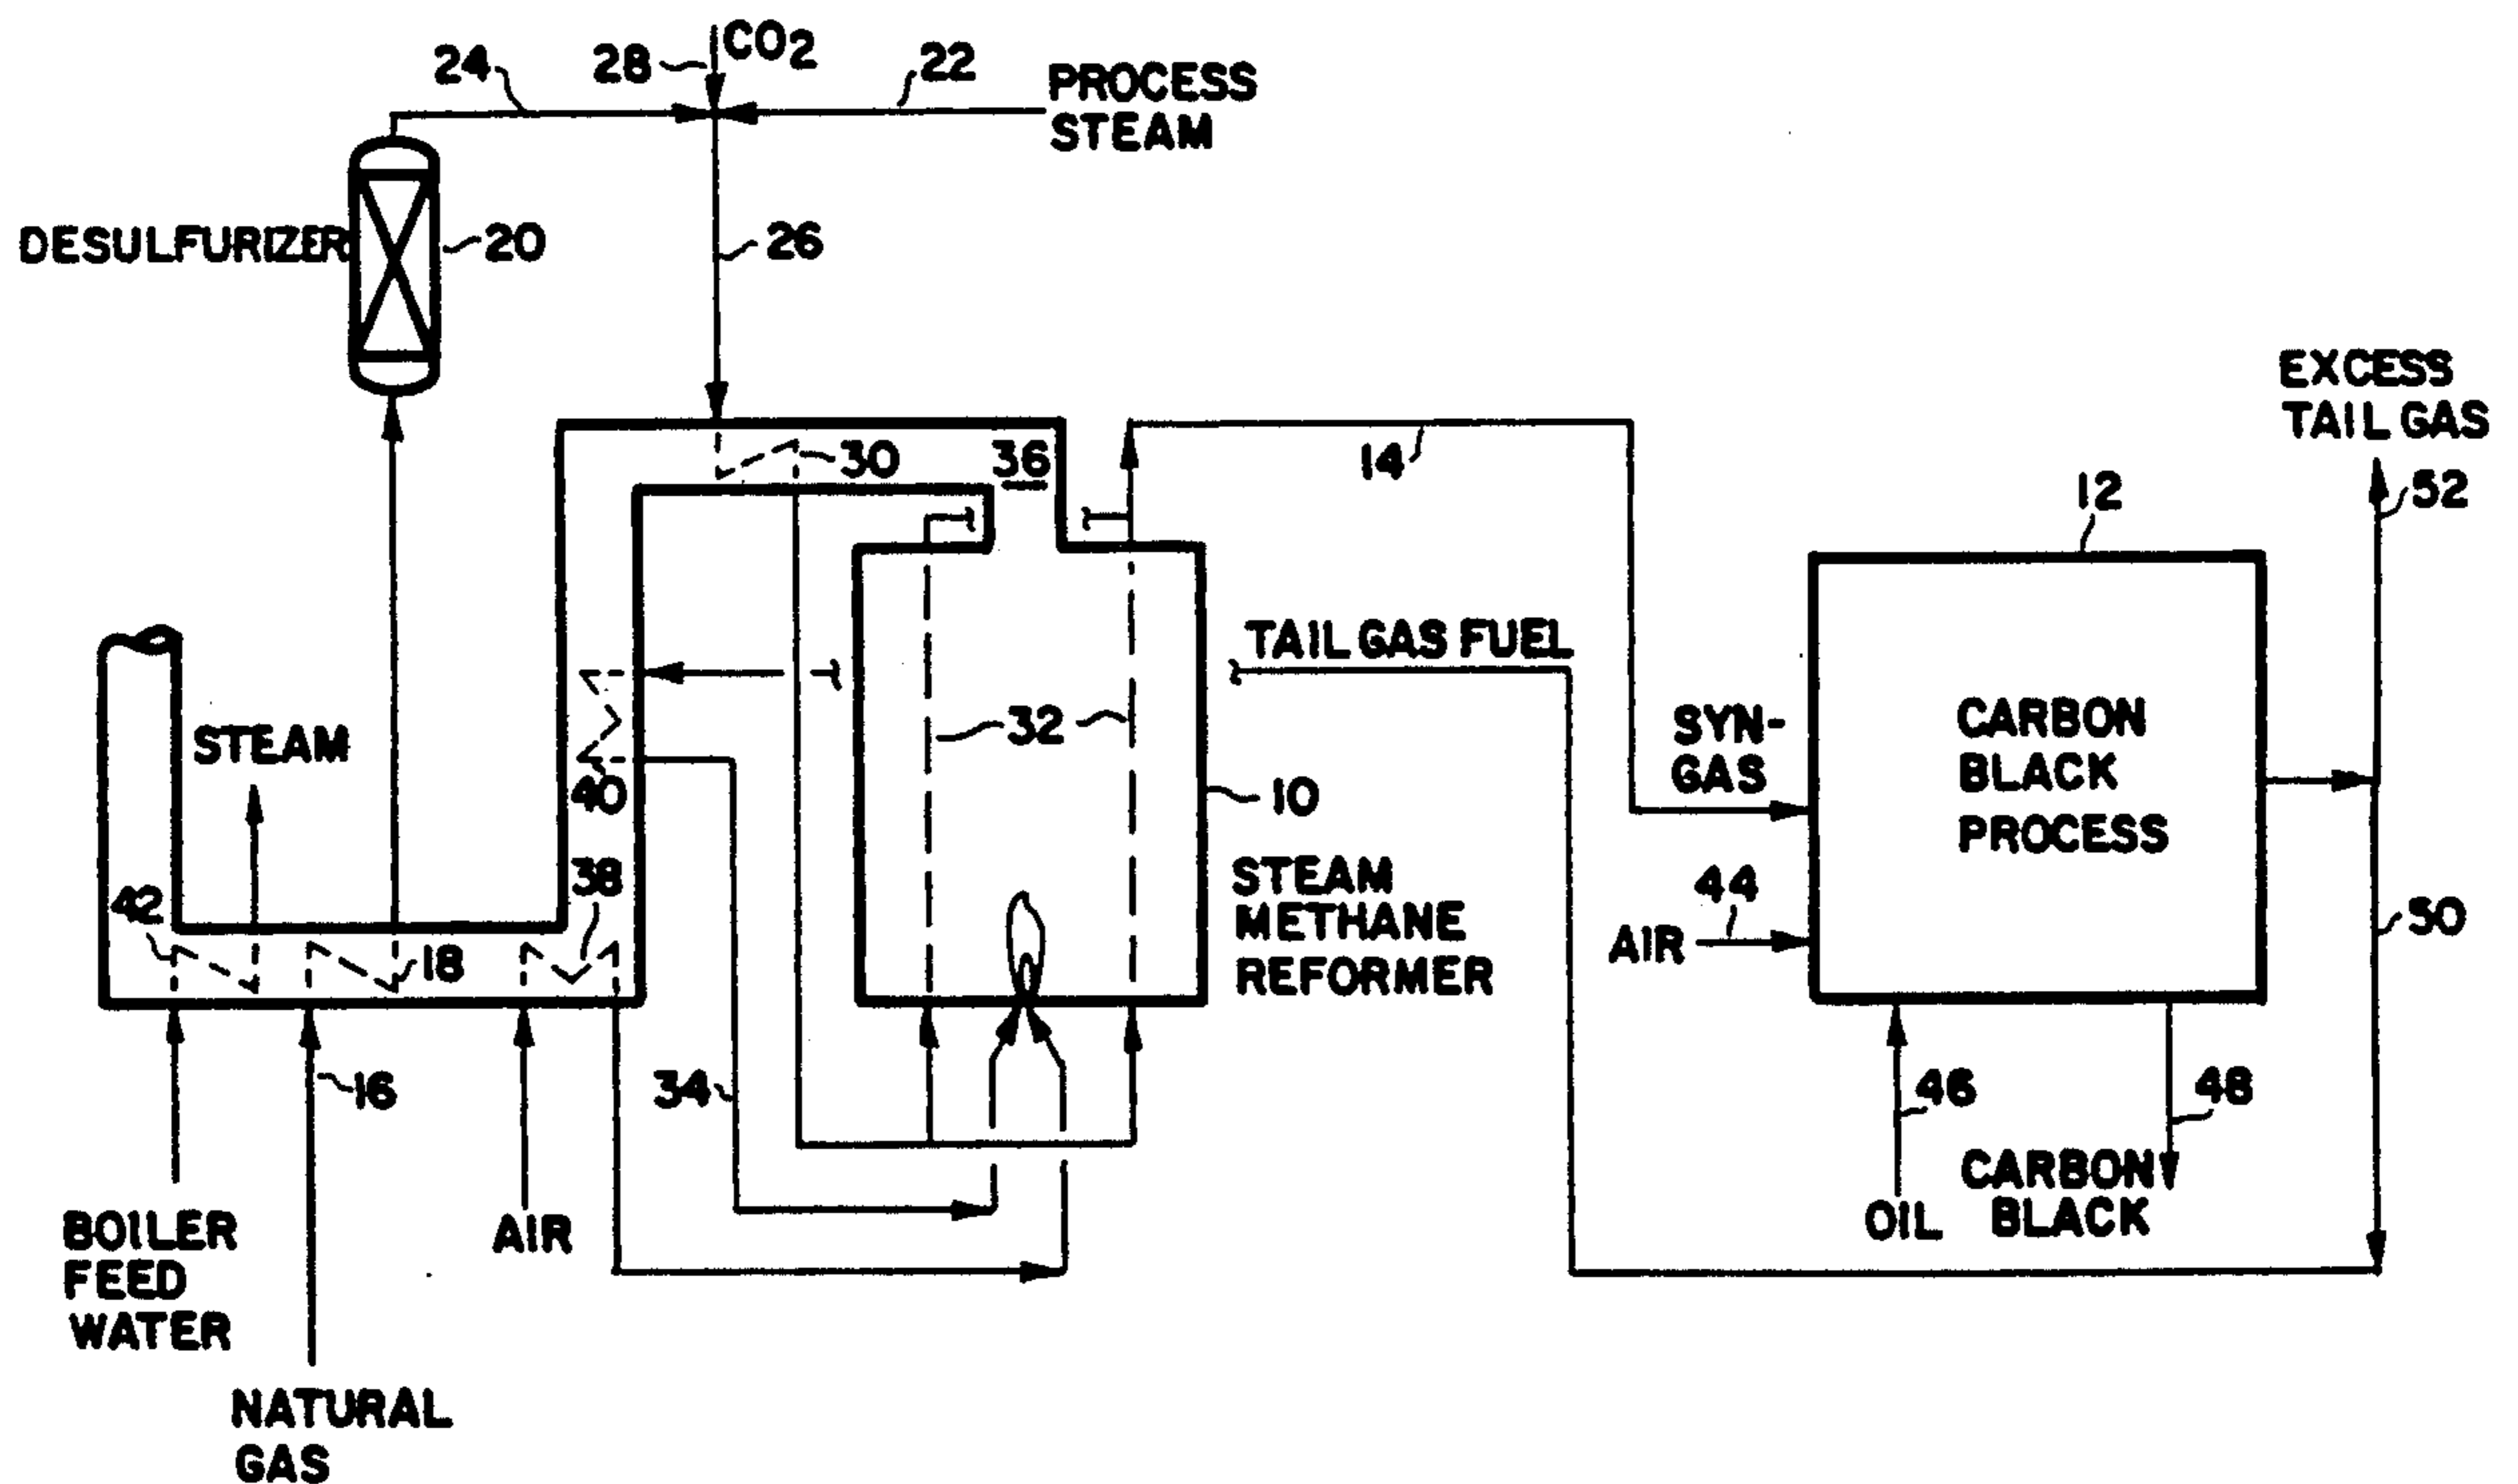 CO2
24
28
22
PROCESS
STEAM
DESULFURIZER
20
26
EXCESS
TAIL GAS
30
36
14
12
52
TAIL GAS FUEL
STEAM
32
SYN-
GAS
CARBON
BLACK
PROCESS
40
10
42
38
STEAM
METHANE
REFORMER
44
AIR
18
50
16
34
46
48
BOILER
FEED
WATER
AIR
OIL
CARBON
BLACK
NATURAL
GAS